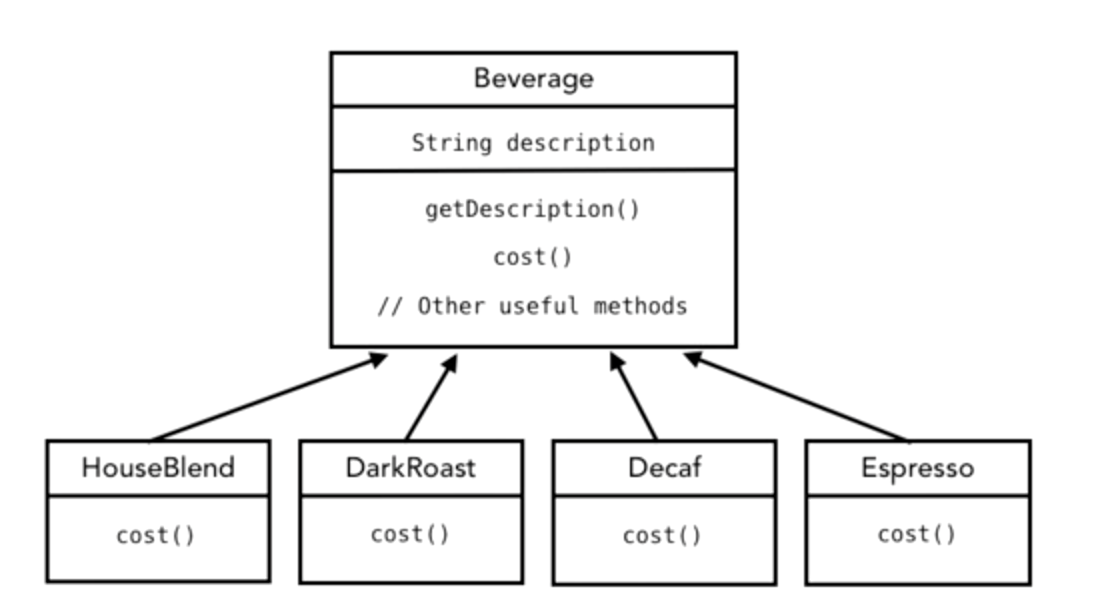 Beverage
String description
getDescription()
cost()
// Other useful methods
HouseBlend
cost()
DarkRoast
cost()
Decaf
cost()
Espresso
cost()